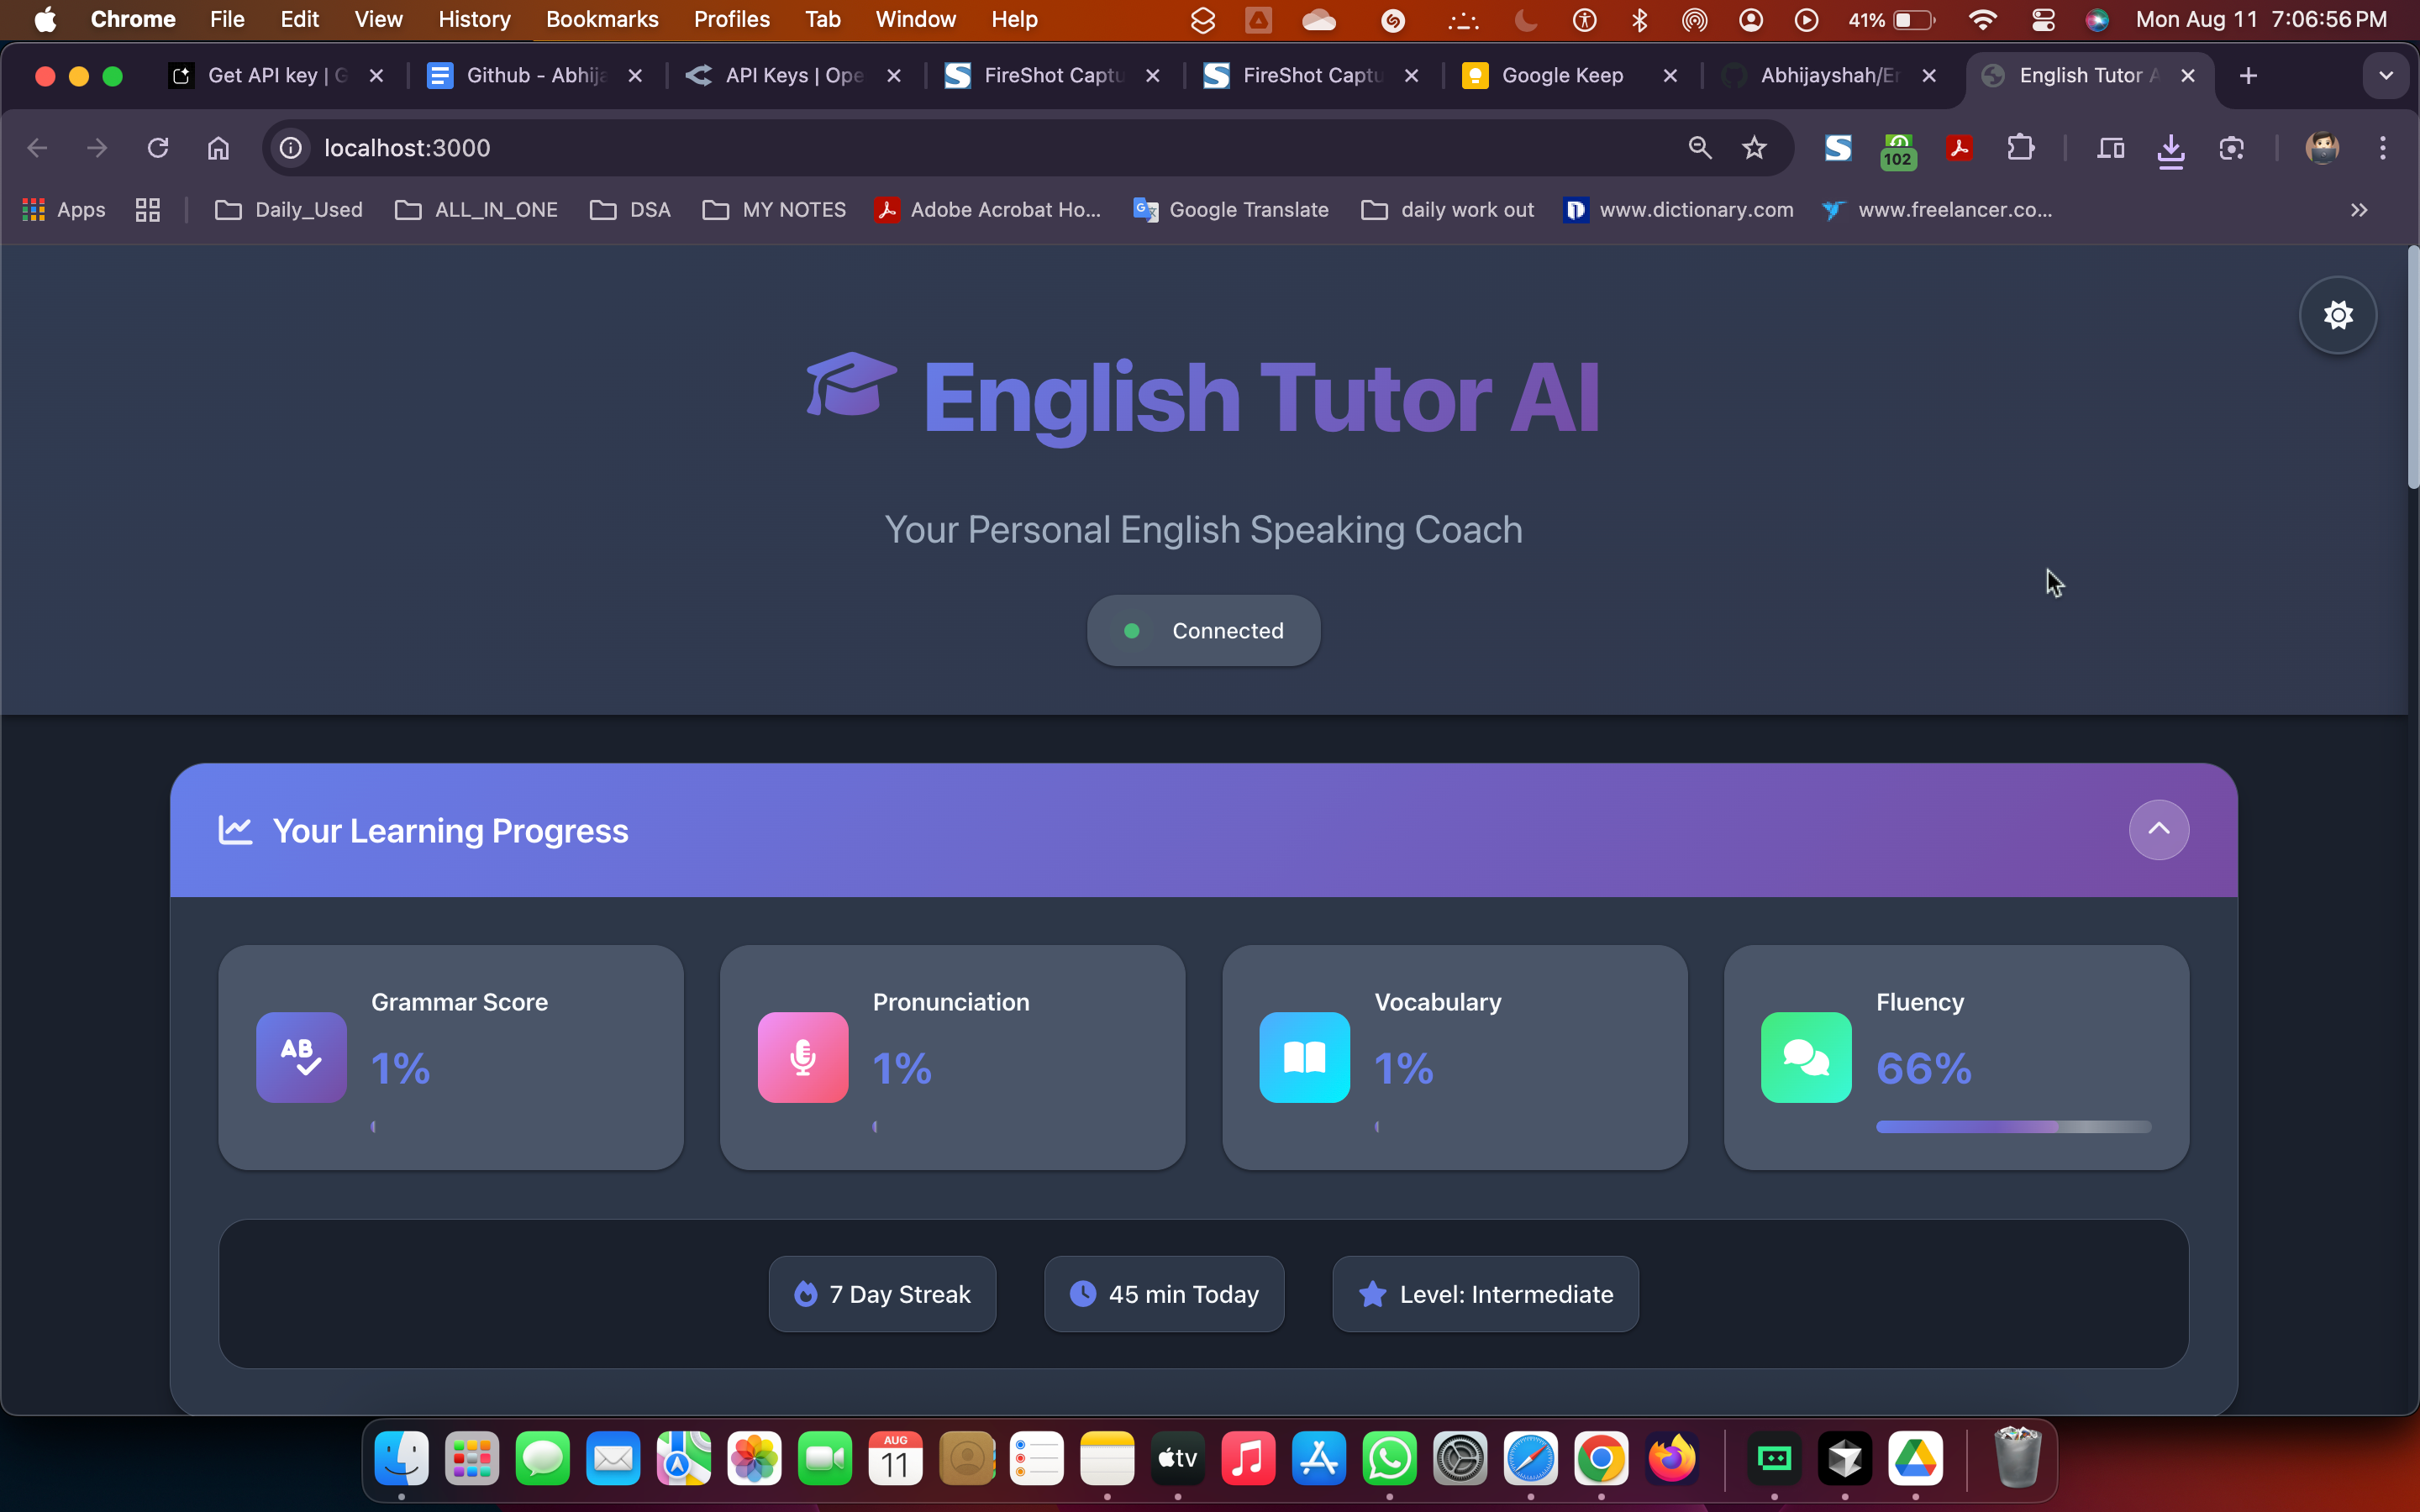 Chrome File Edit View History Bookmarks Profiles Tab Window Help 41% Mon Aug 11 7:06:56 PM
Get API key | G Github - Abhija API Keys | Ope FireShot Captu FireShot Captu Google Keep Abhijayshah/En English Tutor A
localhost:3000 102
Apps Daily_Used ALL_IN_ONE DSA MY NOTES Adobe Acrobat Ho... Google Translate daily work out www.dictionary.com www.freelancer.co...
English Tutor AI
Your Personal English Speaking Coach
Connected
Your Learning Progress
Grammar Score Pronunciation Vocabulary Fluency
AB 1% 1% 1% 66%
7 Day Streak 45 min Today Level: Intermediate
AUG
11 tv